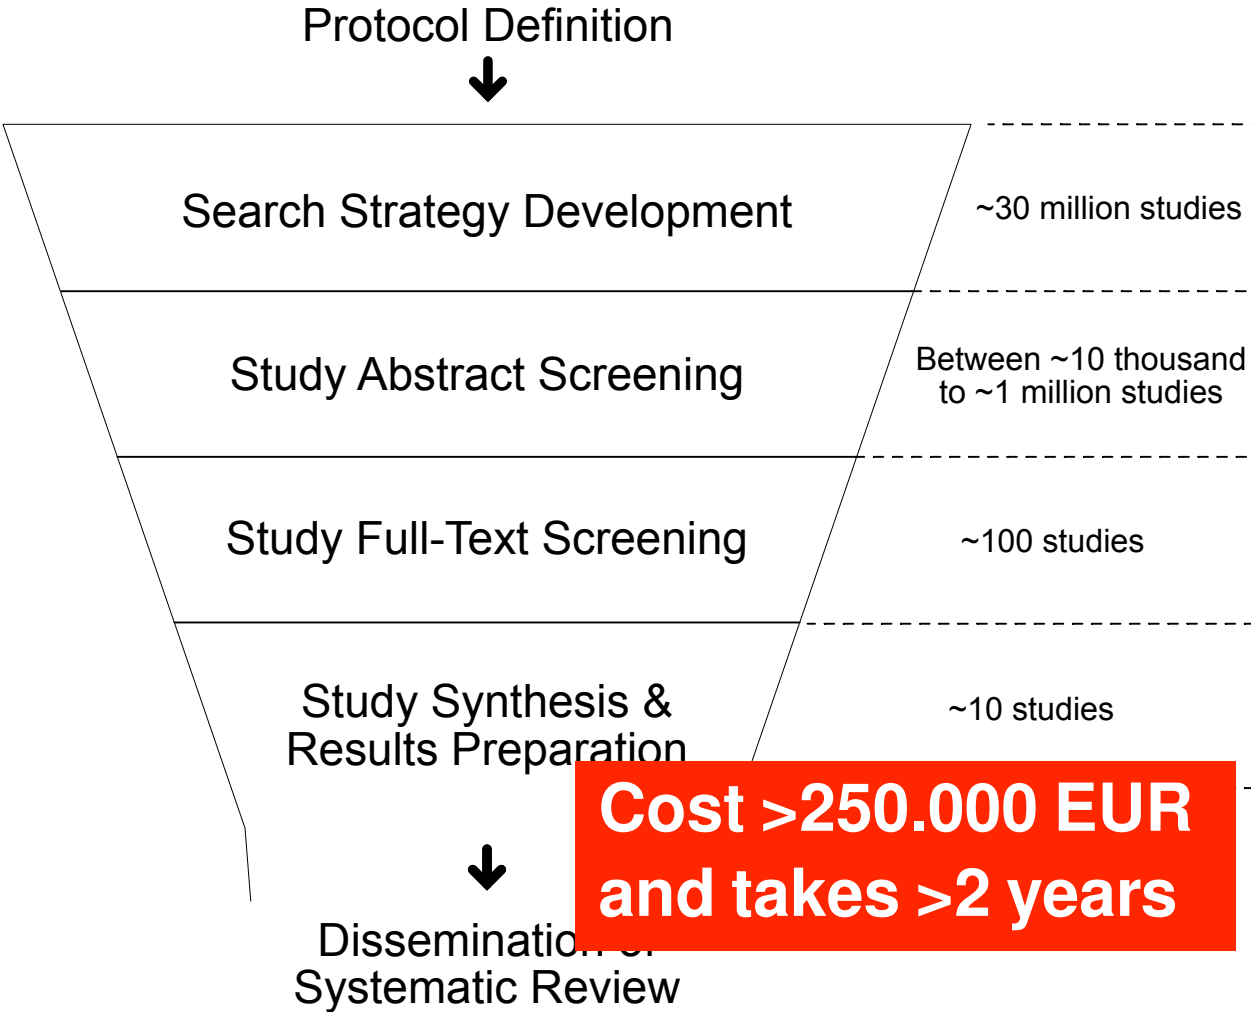 Protocol Definition
Search Strategy Development
~30 million studies
Study Abstract Screening
Between ~10 thousand
to ~1 million studies
Study Full-Text Screening
~100 studies
Study Synthesis &
Results Preparation
~10 studies
Cost >250.000 EUR
and takes >2 years
Dissemination of
Systematic Review